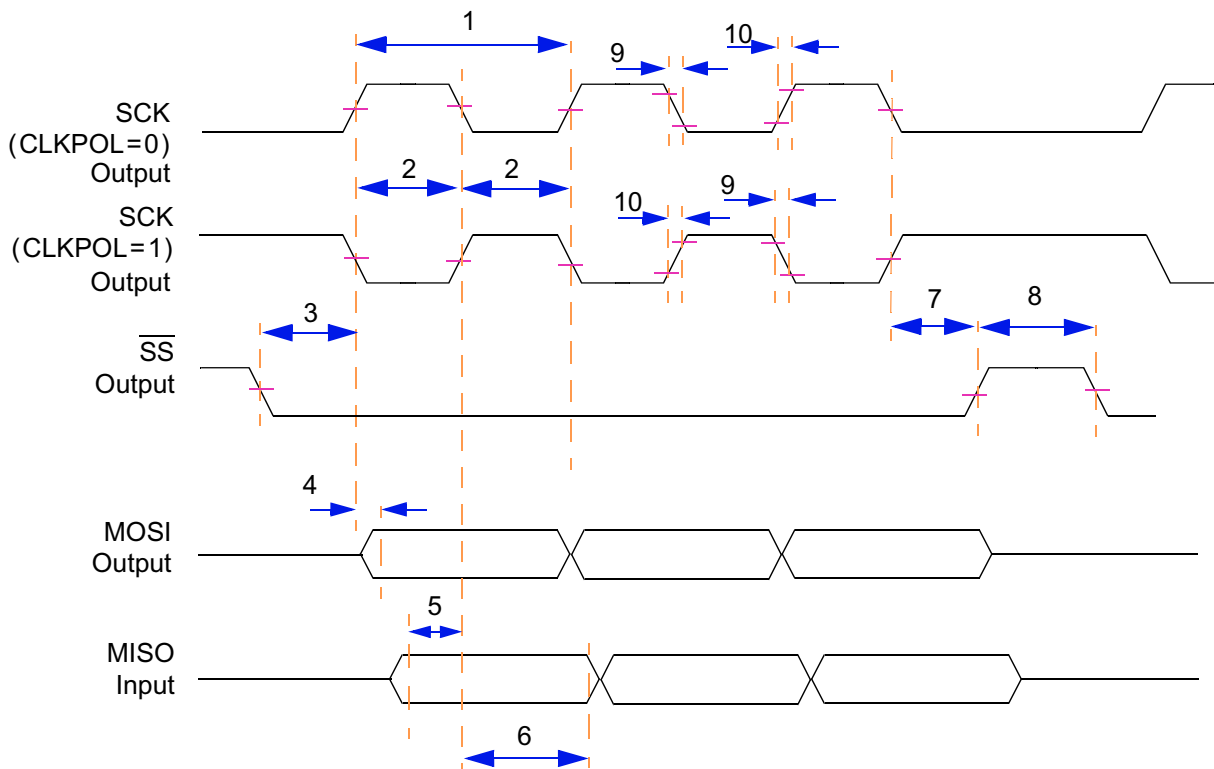 1
9
10
SCK
(CLKPOL=0)
Output
2
2
SCK
(CLKPOL=1)
Output
10
9
3
7
8
SS
Output
4
MOSI
Output
5
MISO
Input
6